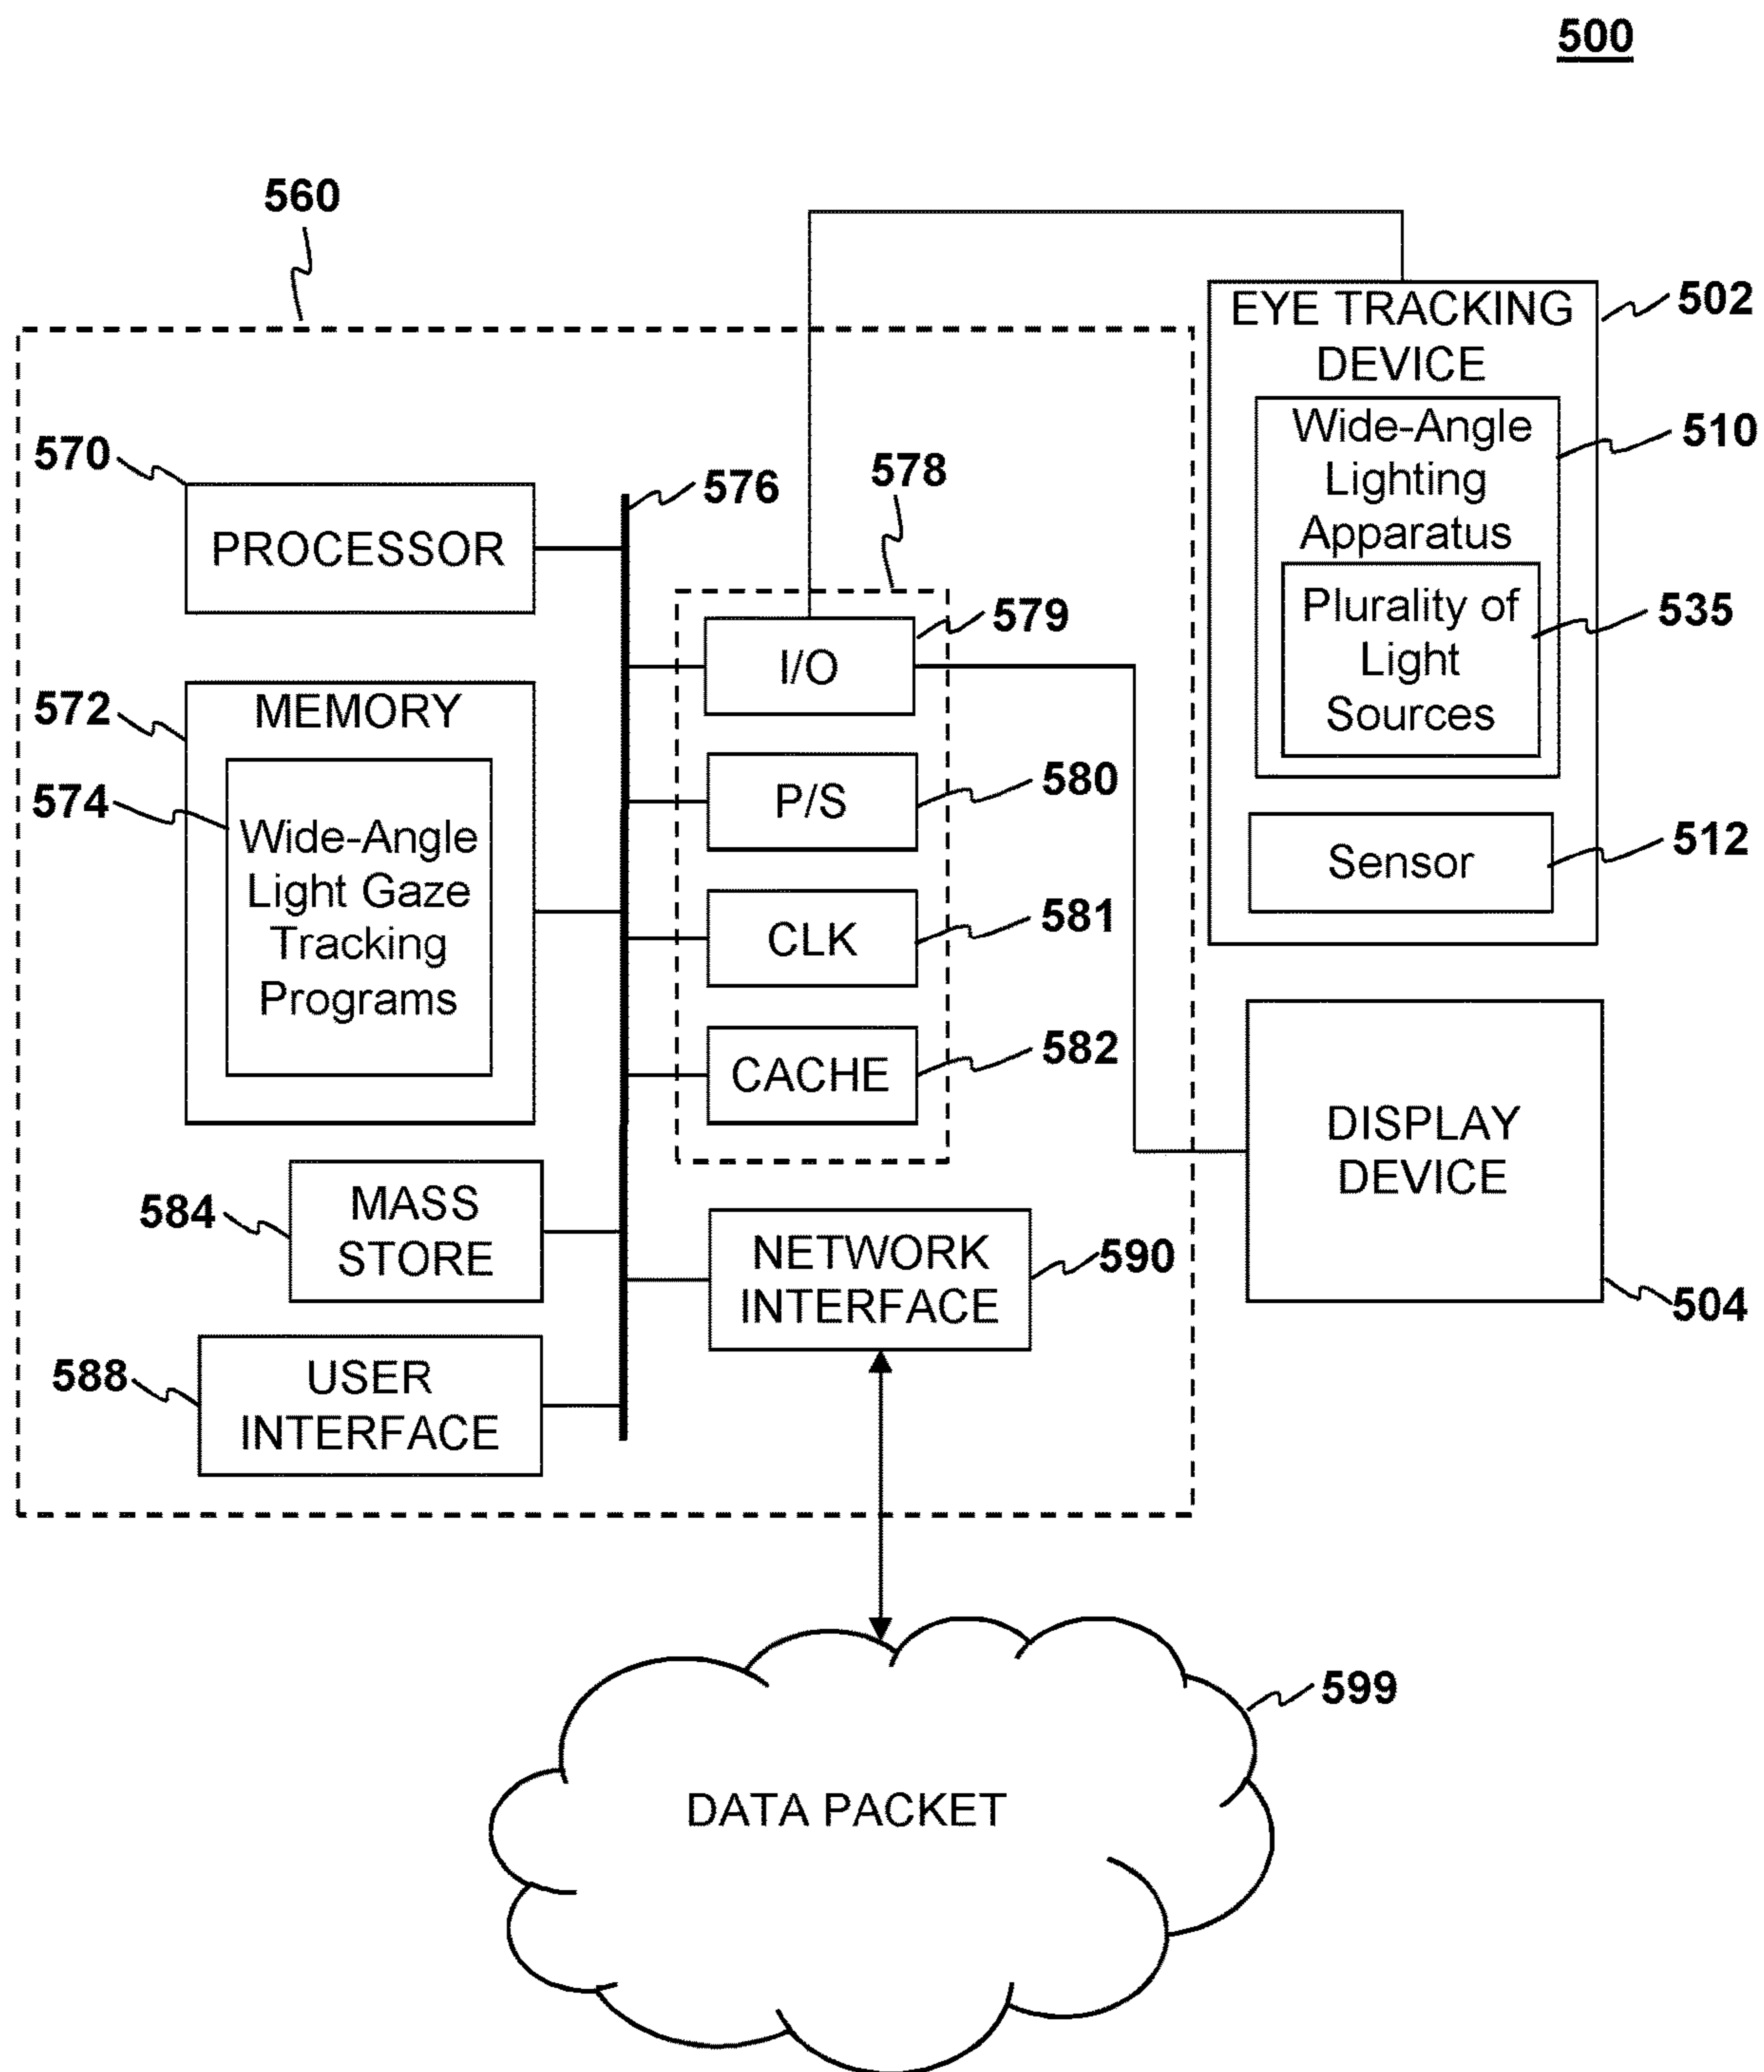 500
560
EYE TRACKING
DEVICE
502
Wide-Angle
Lighting
Apparatus
510
Plurality of
Light
Sources
535
Sensor
512
570
PROCESSOR
576
578
579
I/O
572
MEMORY
574
Wide-Angle
Light Gaze
Tracking
Programs
P/S
580
CLK
581
CACHE
582
DISPLAY
DEVICE
504
584
MASS
STORE
NETWORK
INTERFACE
590
588
USER
INTERFACE
599
DATA PACKET